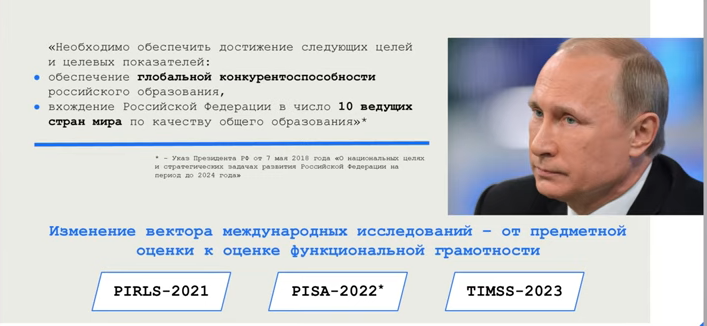 «Необходимо обеспечить достижение следующих целей
и целевых показателей:
обеспечение глобальной конкурентоспособности
российского образования,
вхождение Российской Федерации в число 10 ведущих
стран мира по качеству общего образования»*
* - Указ Президента РФ от 7 мая 2018 года «О национальных целях
и стратегических задачах развития Российской Федерации на
период до 2024 года»
Изменение вектора международных исследований – от предметной
оценки к оценке функциональной грамотности
PIRLS-2021 PISA-2022* TIMSS-2023